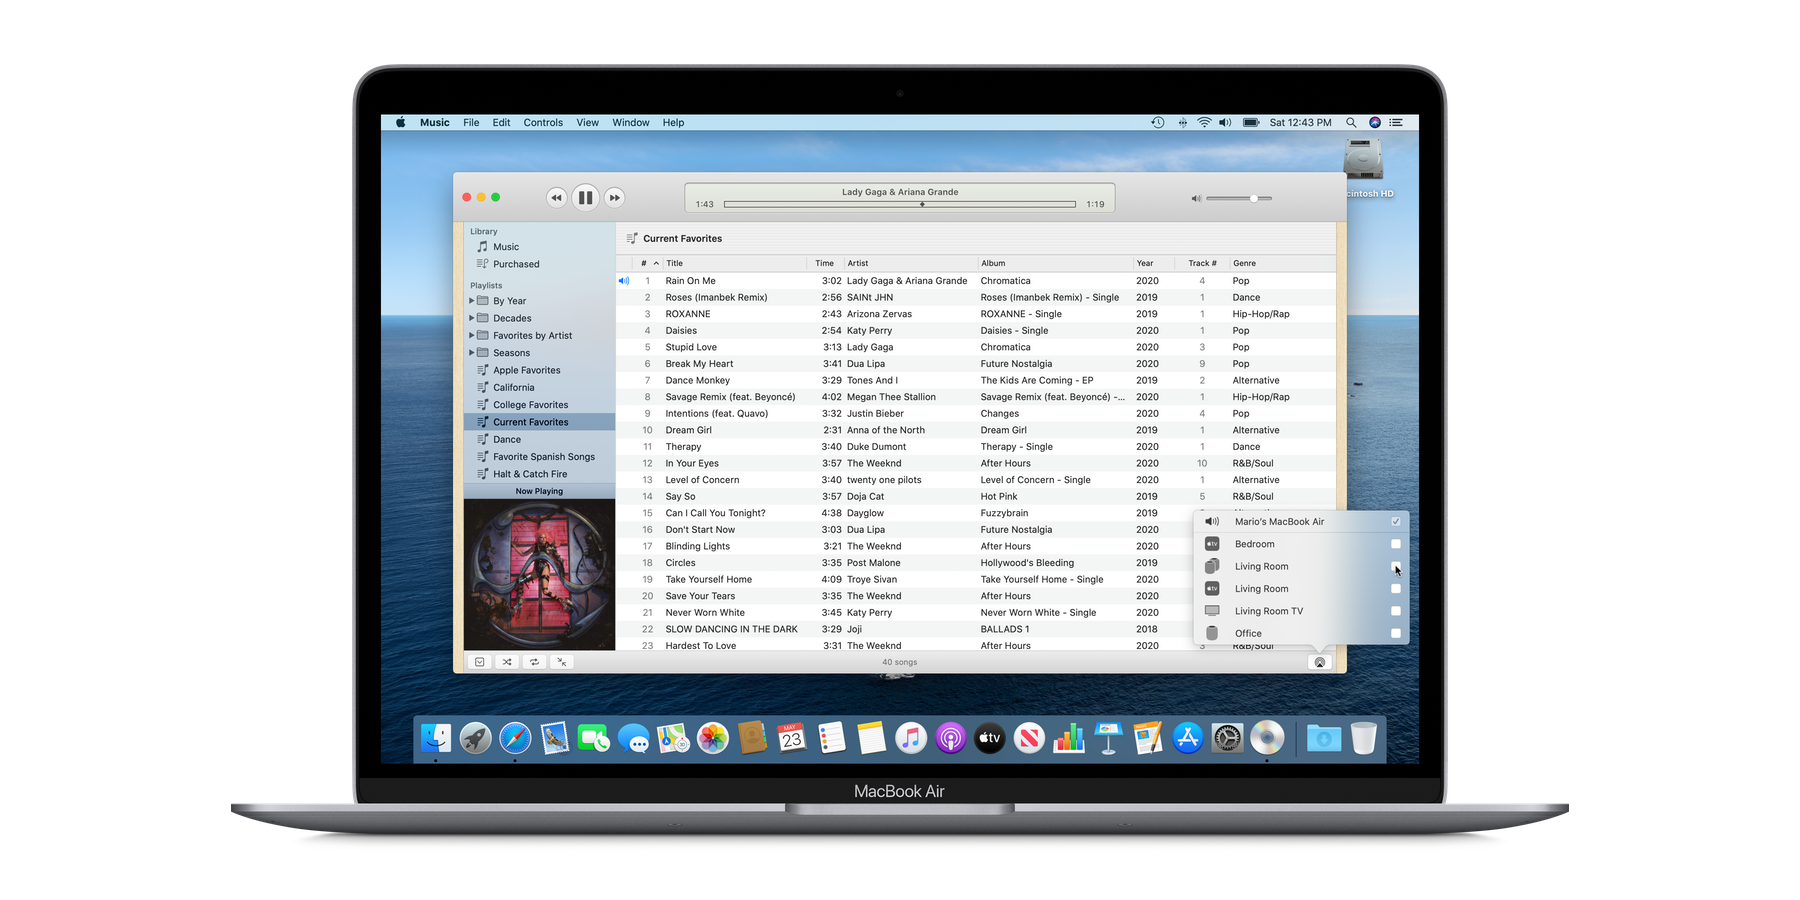 Music File Edit Controls View Window Help Sat 12:43 PM
cintosh HD
Lady Gaga & Ariana Grande
1:43 1:19
Library
Music
Purchased
Playlists
By Year
Decades
Favorites by Artist
Seasons
Apple Favorites
California
College Favorites
Current Favorites
Dance
Favorite Spanish Songs
Halt & Catch Fire
Now Playing
Current Favorites
# Title Time Artist Album Year Track # Genre
1 Rain On Me 3:02 Lady Gaga & Ariana Grande Chromatica 2020 4 Pop
2 Roses (Imanbek Remix) 2:56 SAINt JHN Roses (Imanbek Remix) - Single 2019 1 Dance
3 ROXANNE 2:43 Arizona Zervas ROXANNE - Single 2019 1 Hip-Hop/Rap
4 Daisies 2:54 Katy Perry Daisies - Single 2020 1 Pop
5 Stupid Love 3:13 Lady Gaga Chromatica 2020 3 Pop
6 Break My Heart 3:41 Dua Lipa Future Nostalgia 2020 9 Pop
7 Dance Monkey 3:29 Tones And I The Kids Are Coming - EP 2019 2 Alternative
8 Savage Remix (feat. Beyoncé) 4:02 Megan Thee Stallion Savage Remix (feat. Beyoncé) -... 2020 1 Hip-Hop/Rap
9 Intentions (feat. Quavo) 3:32 Justin Bieber Changes 2020 4 Pop
10 Dream Girl 2:31 Anna of the North Dream Girl 2019 1 Alternative
11 Therapy 3:40 Duke Dumont Therapy - Single 2020 1 Dance
12 In Your Eyes 3:57 The Weeknd After Hours 2020 10 R&B/Soul
13 Level of Concern 3:40 twenty one pilots Level of Concern - Single 2020 1 Alternative
14 Say So 3:57 Doja Cat Hot Pink 2019 5 R&B/Soul
15 Can I Call You Tonight? 4:38 Dayglow Fuzzybrain 2019
16 Don't Start Now 3:03 Dua Lipa Future Nostalgia 2020
17 Blinding Lights 3:21 The Weeknd After Hours 2020
18 Circles 3:35 Post Malone Hollywood's Bleeding 2019
19 Take Yourself Home 4:09 Troye Sivan Take Yourself Home - Single 2020
20 Save Your Tears 3:35 The Weeknd After Hours 2020
21 Never Worn White 3:45 Katy Perry Never Worn White - Single 2020
22 SLOW DANCING IN THE DARK 3:29 Joji BALLADS 1 2018
23 Hardest To Love 3:31 The Weeknd After Hours 2020 3 R&B/Soul
40 songs
Mario's MacBook Air
Bedroom
Living Room
Living Room
Living Room TV
Office
MAY
23
tv
MacBook Air